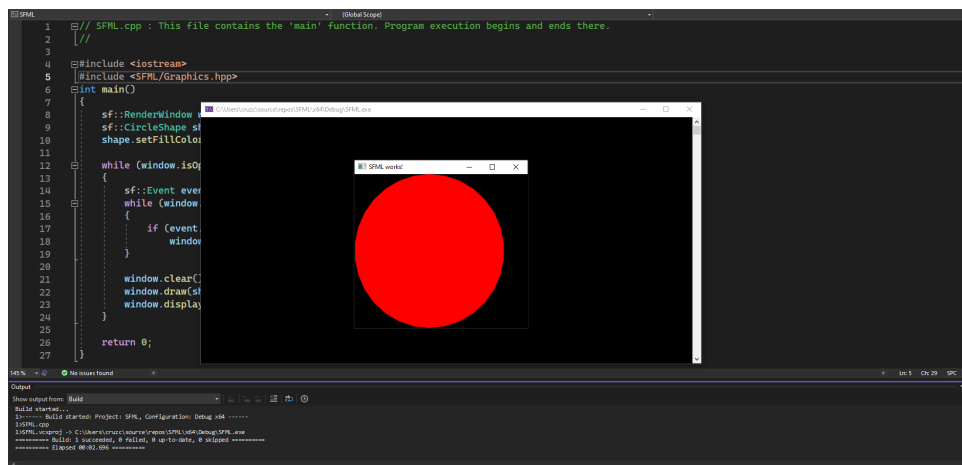 SFML
(Global Scope)
1 // SFML.cpp : This file contains the 'main' function. Program execution begins and ends there.
2 //
3
4 #include <iostream>
5 #include <SFML/Graphics.hpp>
6 int main()
7 {
8 sf::RenderWindow
9 sf::CircleShape sh
10 shape.setFillColor
11
12 while (window.isOp
13 {
14 sf::Event even
15 while (window.
16 {
17 if (event.
18 window
19 }
20
21 window.clear()
22 window.draw(sh
23 window.display
24 }
25
26 return 0;
27 }
C:\Users\cruzc\source\repos\SFML\x64\Debug\SFML.exe
SFML works!
145 %
No issues found
Ln: 5 Ch: 29 SPC
Output
Show output from: Build
Build started...
1>------ Build started: Project: SFML, Configuration: Debug x64 ------
1>SFML.cpp
1>SFML.vcxproj -> C:\Users\cruzc\source\repos\SFML\x64\Debug\SFML.exe
========== Build: 1 succeeded, 0 failed, 0 up-to-date, 0 skipped ==========
========== Elapsed 00:02.696 ==========